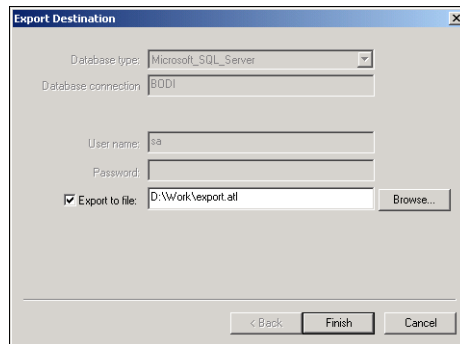 Export Destination
Database type: Microsoft_SQL_Server
Database connection BODI
User name: sa
Password:
Export to file: D:\Work\export.atl Browse...
< Back Finish Cancel